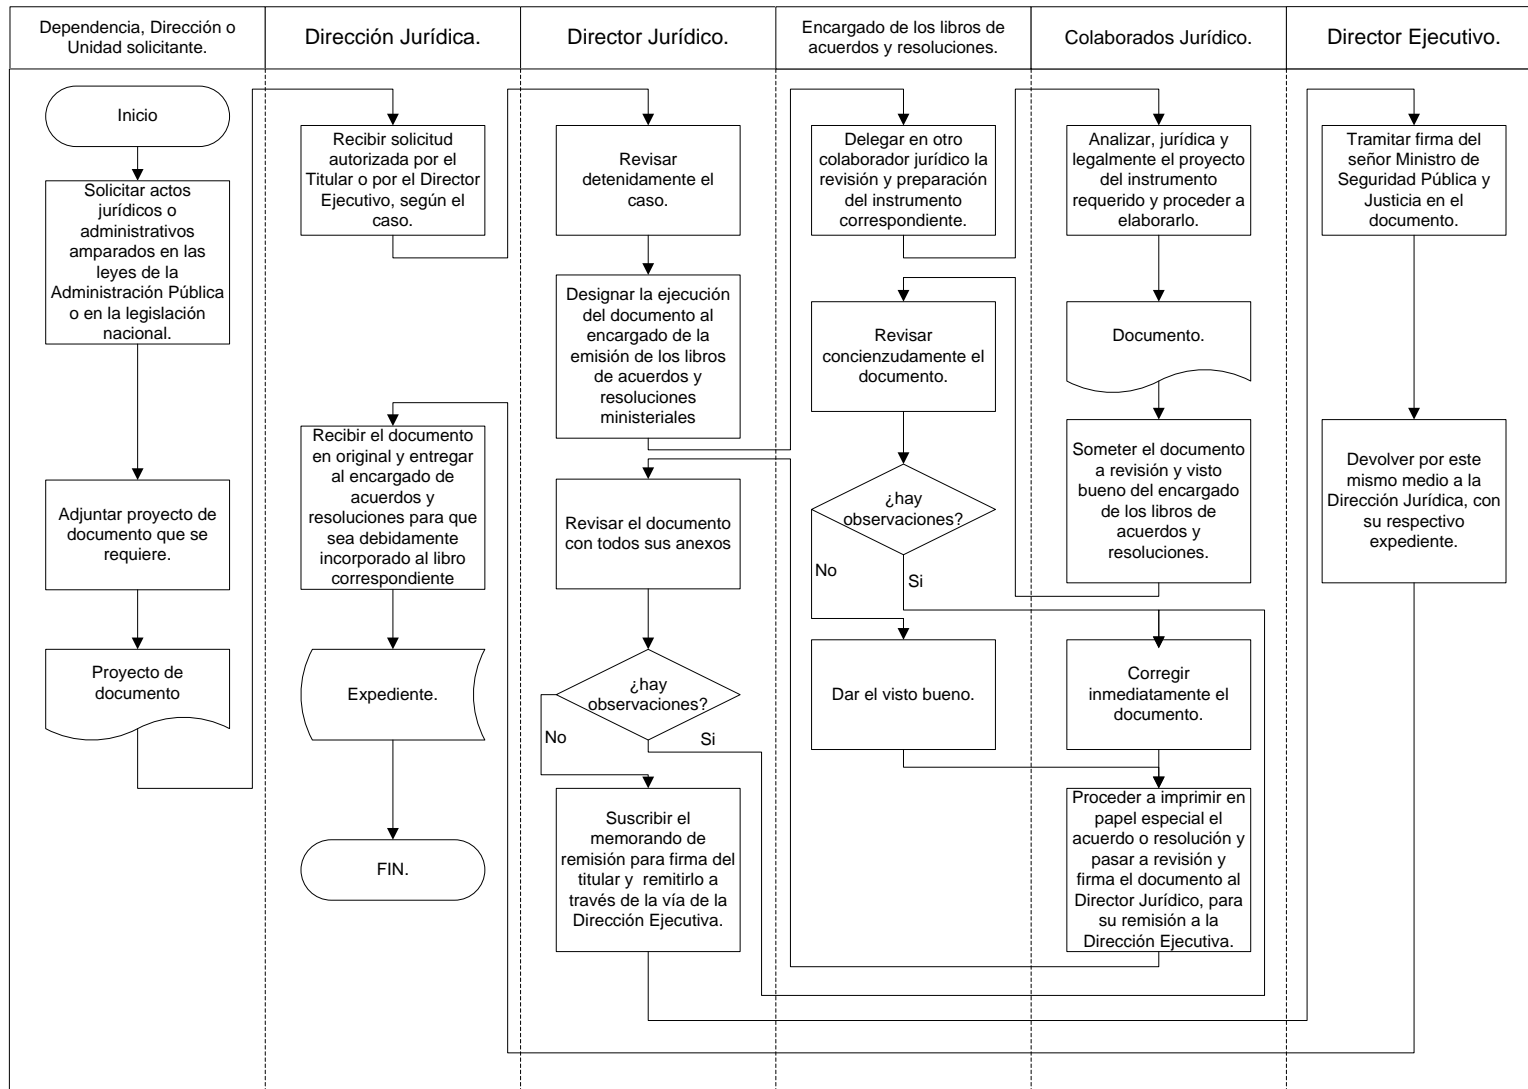 Dependencia, Dirección o
Unidad solicitante.
Dirección Jurídica.
Director Jurídico.
Encargado de los libros de
acuerdos y resoluciones.
Colaborados Jurídico.
Director Ejecutivo.
Inicio
Solicitar actos
jurídicos o
administrativos
amparados en las
leyes de la
Administración Pública
o en la legislación
nacional.
Adjuntar proyecto de
documento que se
requiere.
Proyecto de
documento
Recibir solicitud
autorizada por el
Titular o por el Director
Ejecutivo, según el
caso.
Recibir el documento
en original y entregar
al encargado de
acuerdos y
resoluciones para que
sea debidamente
incorporado al libro
correspondiente
Expediente.
FIN.
Revisar
detenidamente el
caso.
Designar la ejecución
del documento al
encargado de la
emisión de los libros
de acuerdos y
resoluciones
ministeriales
Revisar el documento
con todos sus anexos
¿hay
observaciones?
No
Si
Suscribir el
memorando de
remisión para firma del
titular y  remitirlo a
través de la vía de la
Dirección Ejecutiva.
Delegar en otro
colaborador jurídico la
revisión y preparación
del instrumento
correspondiente.
Revisar
concienzudamente el
documento.
¿hay
observaciones?
No
Si
Dar el visto bueno.
Analizar, jurídica y
legalmente el proyecto
del instrumento
requerido y proceder a
elaborarlo.
Documento.
Someter el documento
a revisión y visto
bueno del encargado
de los libros de
acuerdos y
resoluciones.
Corregir
inmediatamente el
documento.
Proceder a imprimir en
papel especial el
acuerdo o resolución y
pasar a revisión y
firma el documento al
Director Jurídico, para
su remisión a la
Dirección Ejecutiva.
Tramitar firma del
señor Ministro de
Seguridad Pública y
Justicia en el
documento.
Devolver por este
mismo medio a la
Dirección Jurídica, con
su respectivo
expediente.